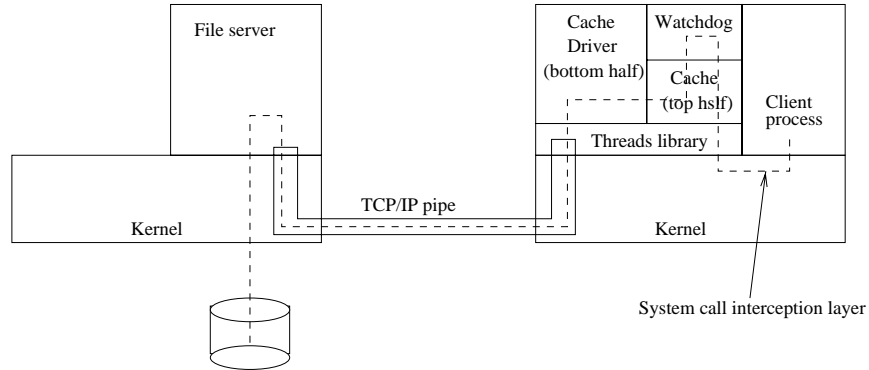 File server
Cache
Driver
(bottom half)
Watchdog
Cache
(top hslf)
Client
process
Threads library
TCP/IP pipe
Kernel
Kernel
System call interception layer